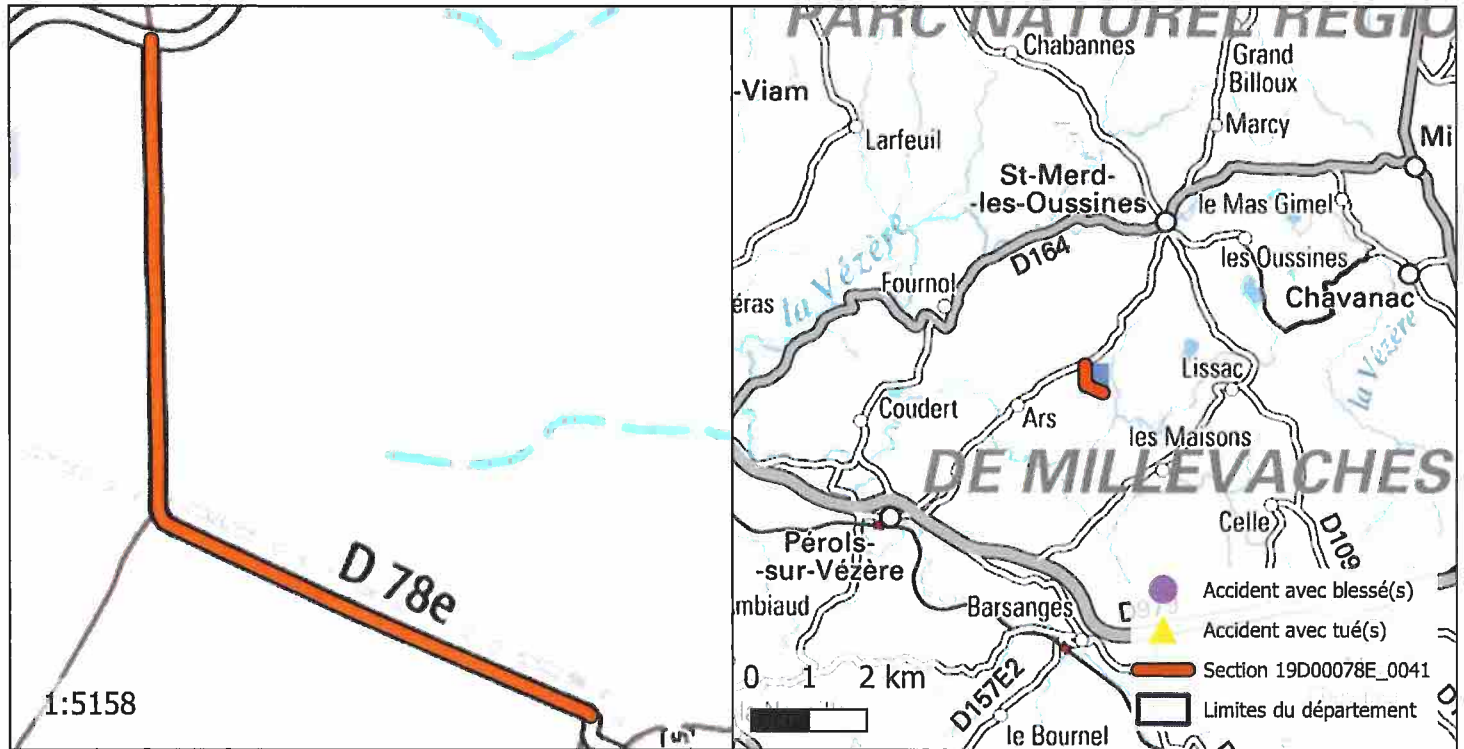 D 78e
1:5158
PARC NATUREL RÉGIO
Chabannes
Grand
Billoux
-Viam
Larfeuil
Marcy
Mi
St-Merd-
-les-Oussines
le Mas Gimel
les Oussines
D164
la Vézère
Fournol
éras
Chavanac
la Vézère
Lissac
Coudert
Ars
les Maisons
DE MILLEVACHES
Celle
D109
Pérols-
-sur-Vézère
mbiaud
Barsanges
D979
Accident avec blessé(s)
Accident avec tué(s)
Section 19D00078E_0041
Limites du département
0 1 2 km
D157E2
le Bournel